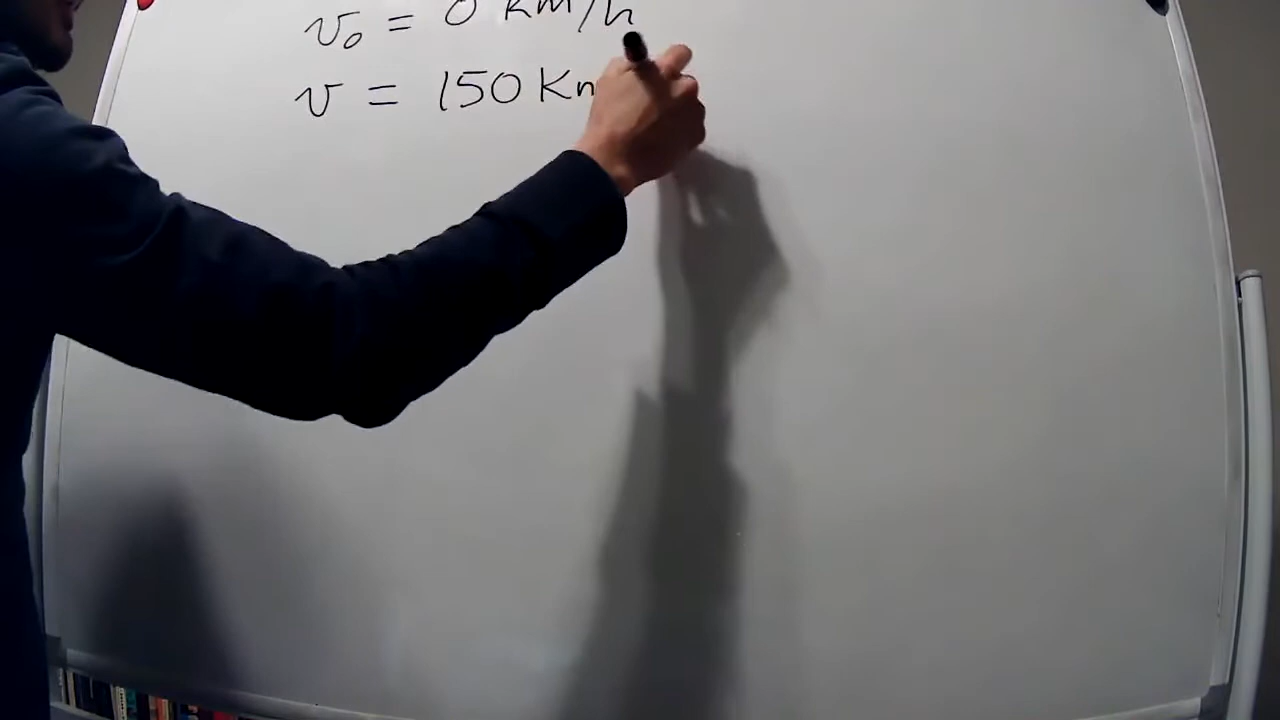 v₀ = 0 km/h
v = 150 Km